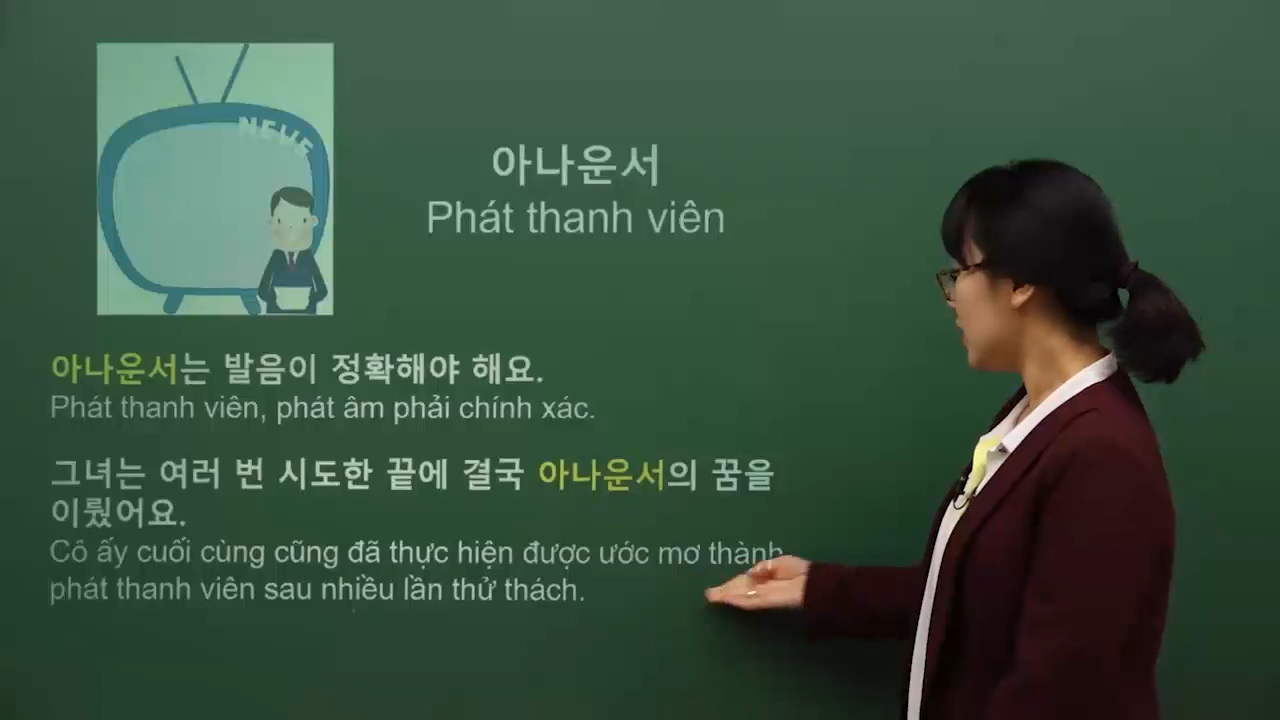 NEWE
아나운서
Phát thanh viên
아나운서는 발음이 정확해야 해요.
Phát thanh viên, phát âm phải chính xác.
그녀는 여러 번 시도한 끝에 결국 아나운서의 꿈을
이뤘어요.
Cô ấy cuối cùng cũng đã thực hiện được ước mơ thành
phát thanh viên sau nhiều lần thử thách.